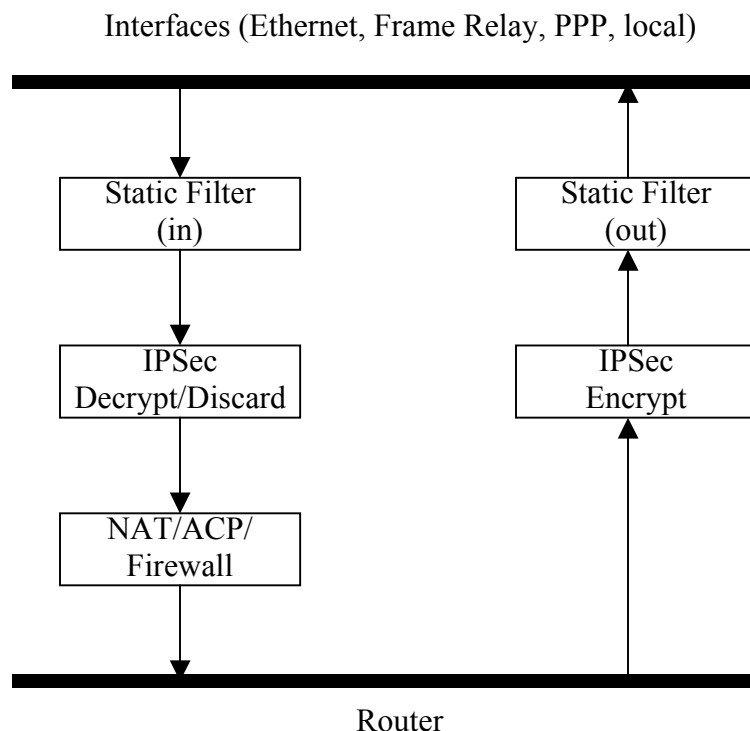 Interfaces (Ethernet, Frame Relay, PPP, local)
Static Filter
(in)
Static Filter
(out)
IPSec
Decrypt/Discard
IPSec
Encrypt
NAT/ACP/
Firewall
Router